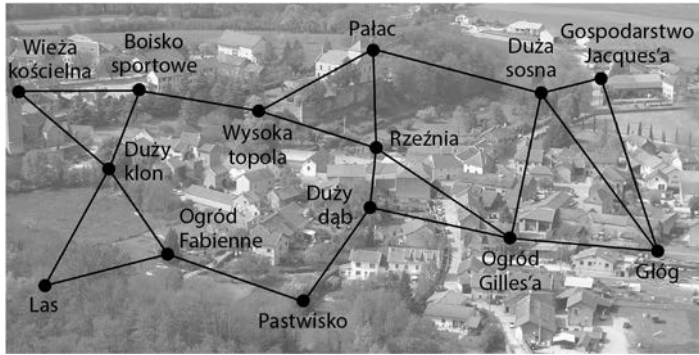 Wieża
kościelna
Boisko
sportowe
Pałac
Duża
sosna
Gospodarstwo
Jacques'a
Wysoka
topola
Rzeźnia
Duży
klon
Duży
dąb
Ogród
Fabienne
Ogród
Gilles'a
Głóg
Las
Pastwisko